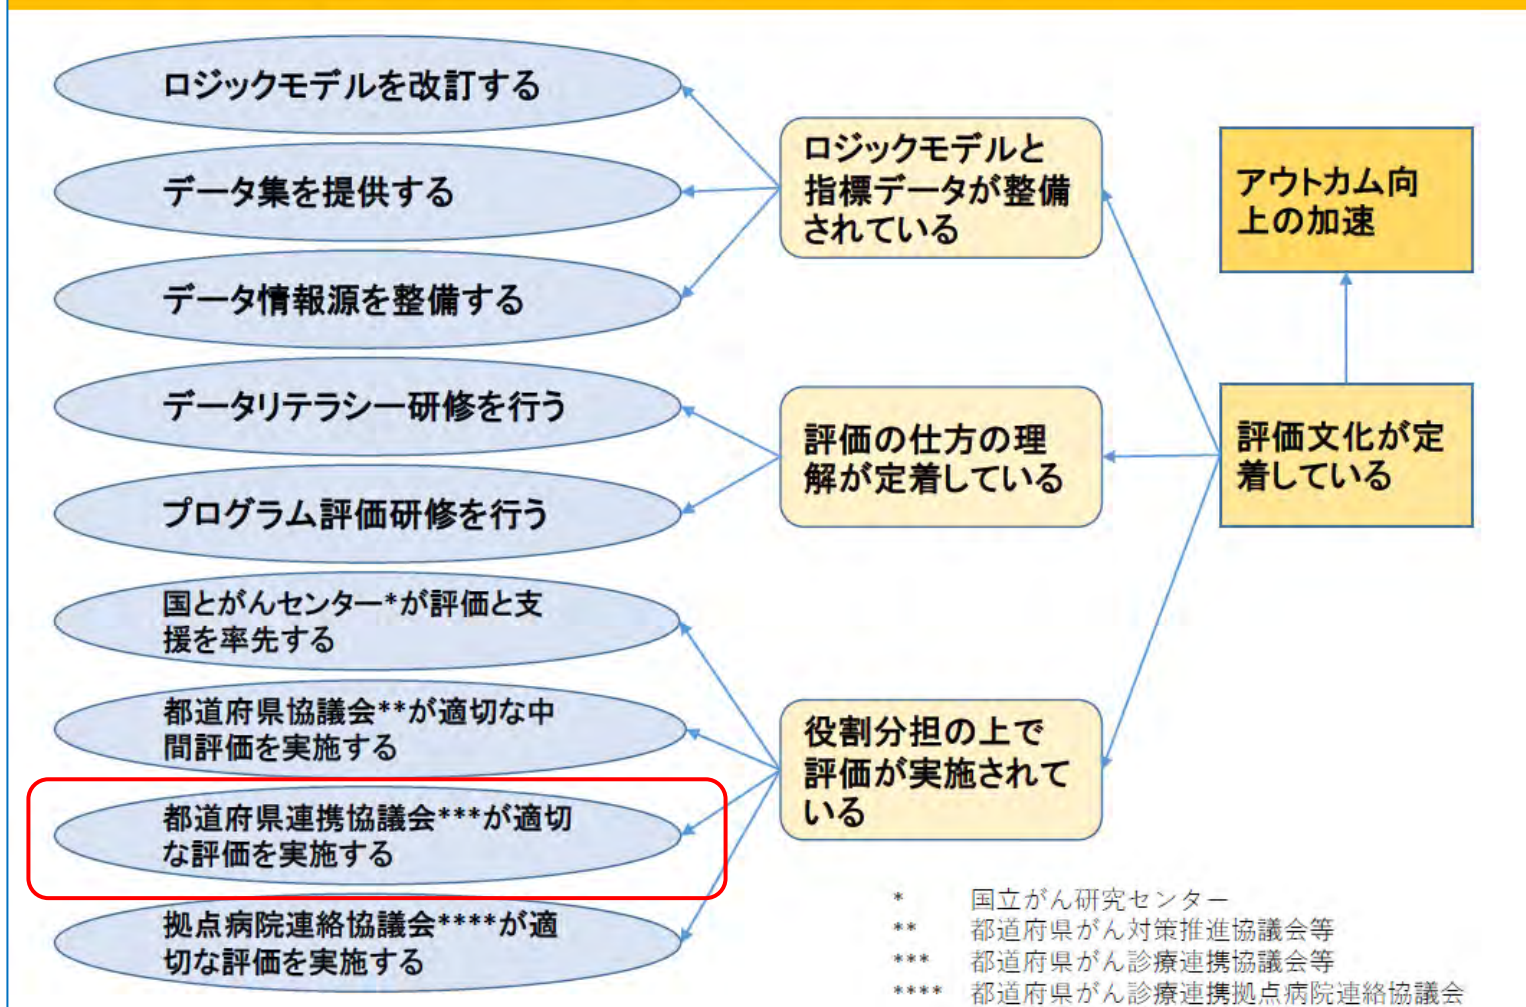 ロジックモデルを改訂する
データ集を提供する
データ情報源を整備する
データリテラシー研修を行う
プログラム評価研修を行う
国とがんセンター*が評価と支
援を率先する
都道府県協議会**が適切な中
間評価を実施する
都道府県連携協議会***が適切
な評価を実施する
拠点病院連絡協議会****が適
切な評価を実施する
ロジックモデルと
指標データが整備
されている
評価の仕方の理
解が定着している
役割分担の上で
評価が実施されて
いる
アウトカム向
上の加速
評価文化が定
着している
* 国立がん研究センター
** 都道府県がん対策推進協議会等
*** 都道府県がん診療連携協議会等
**** 都道府県がん診療連携拠点病院連絡協議会